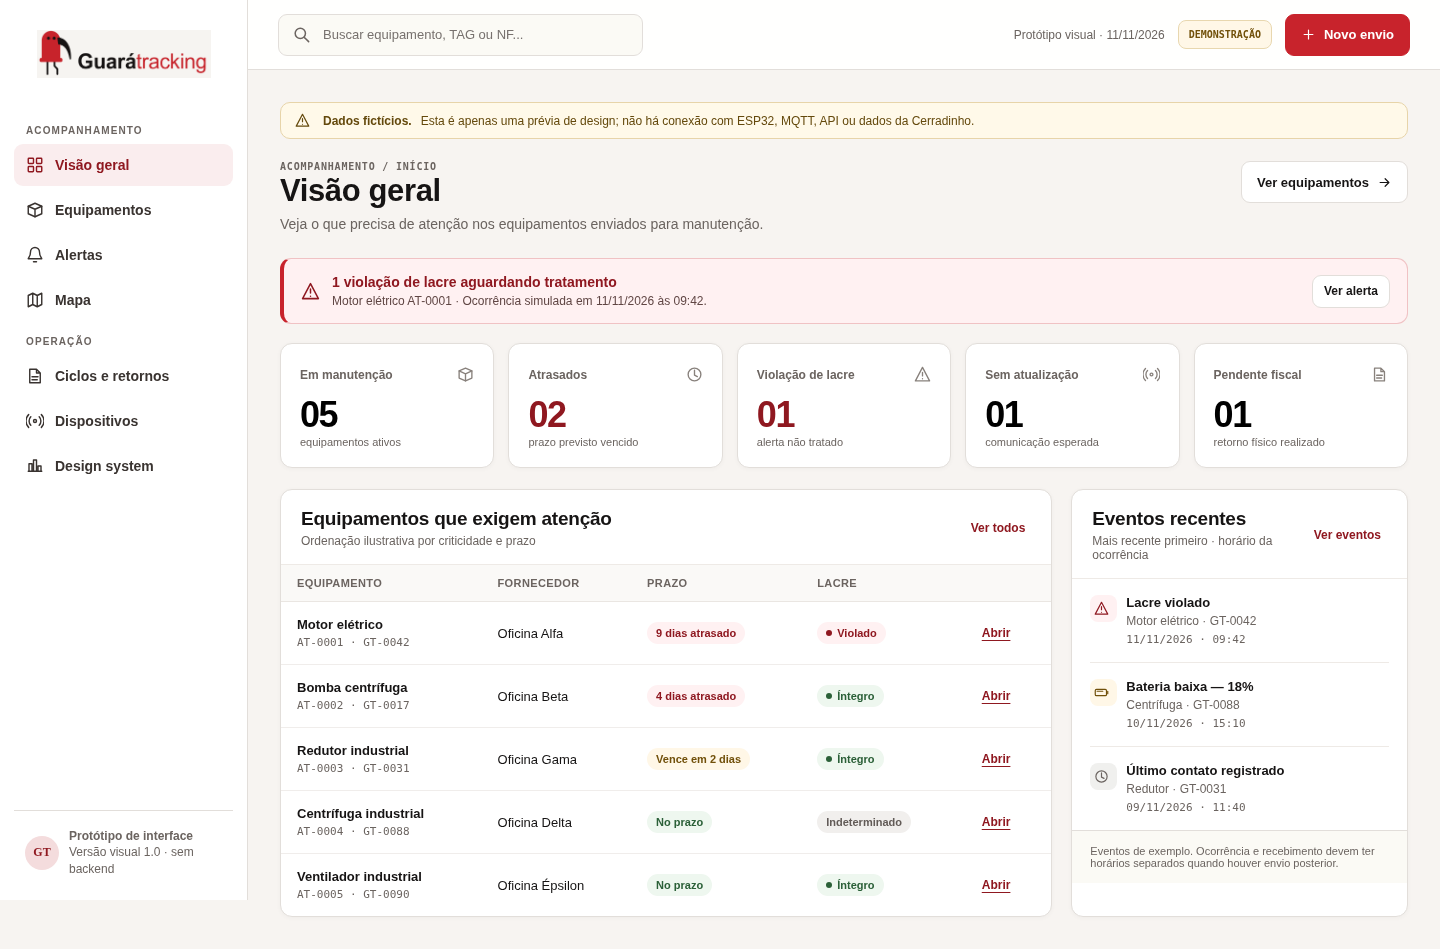 Guarátracking
ACOMPANHAMENTO
Visão geral
Equipamentos
Alertas
Mapa
OPERAÇÃO
Ciclos e retornos
Dispositivos
Design system
GT
Protótipo de interface
Versão visual 1.0 · sem
backend
Buscar equipamento, TAG ou NF...
Protótipo visual · 11/11/2026
DEMONSTRAÇÃO
Novo envio
Dados fictícios. Esta é apenas uma prévia de design; não há conexão com ESP32, MQTT, API ou dados da Cerradinho.
ACOMPANHAMENTO / INÍCIO
Visão geral
Veja o que precisa de atenção nos equipamentos enviados para manutenção.
Ver equipamentos
1 violação de lacre aguardando tratamento
Motor elétrico AT-0001 · Ocorrência simulada em 11/11/2026 às 09:42.
Ver alerta
Em manutenção
05
equipamentos ativos
Atrasados
02
prazo previsto vencido
Violação de lacre
01
alerta não tratado
Sem atualização
01
comunicação esperada
Pendente fiscal
01
retorno físico realizado
Equipamentos que exigem atenção
Ordenação ilustrativa por criticidade e prazo
Ver todos
EQUIPAMENTO FORNECEDOR PRAZO LACRE
Motor elétrico
AT-0001 · GT-0042
Oficina Alfa
9 dias atrasado
Violado
Abrir
Bomba centrífuga
AT-0002 · GT-0017
Oficina Beta
4 dias atrasado
Íntegro
Abrir
Redutor industrial
AT-0003 · GT-0031
Oficina Gama
Vence em 2 dias
Íntegro
Abrir
Centrífuga industrial
AT-0004 · GT-0088
Oficina Delta
No prazo
Indeterminado
Abrir
Ventilador industrial
AT-0005 · GT-0090
Oficina Épsilon
No prazo
Íntegro
Abrir
Eventos recentes
Mais recente primeiro · horário da
ocorrência
Ver eventos
Lacre violado
Motor elétrico · GT-0042
11/11/2026 · 09:42
Bateria baixa — 18%
Centrífuga · GT-0088
10/11/2026 · 15:10
Último contato registrado
Redutor · GT-0031
09/11/2026 · 11:40
Eventos de exemplo. Ocorrência e recebimento devem ter
horários separados quando houver envio posterior.